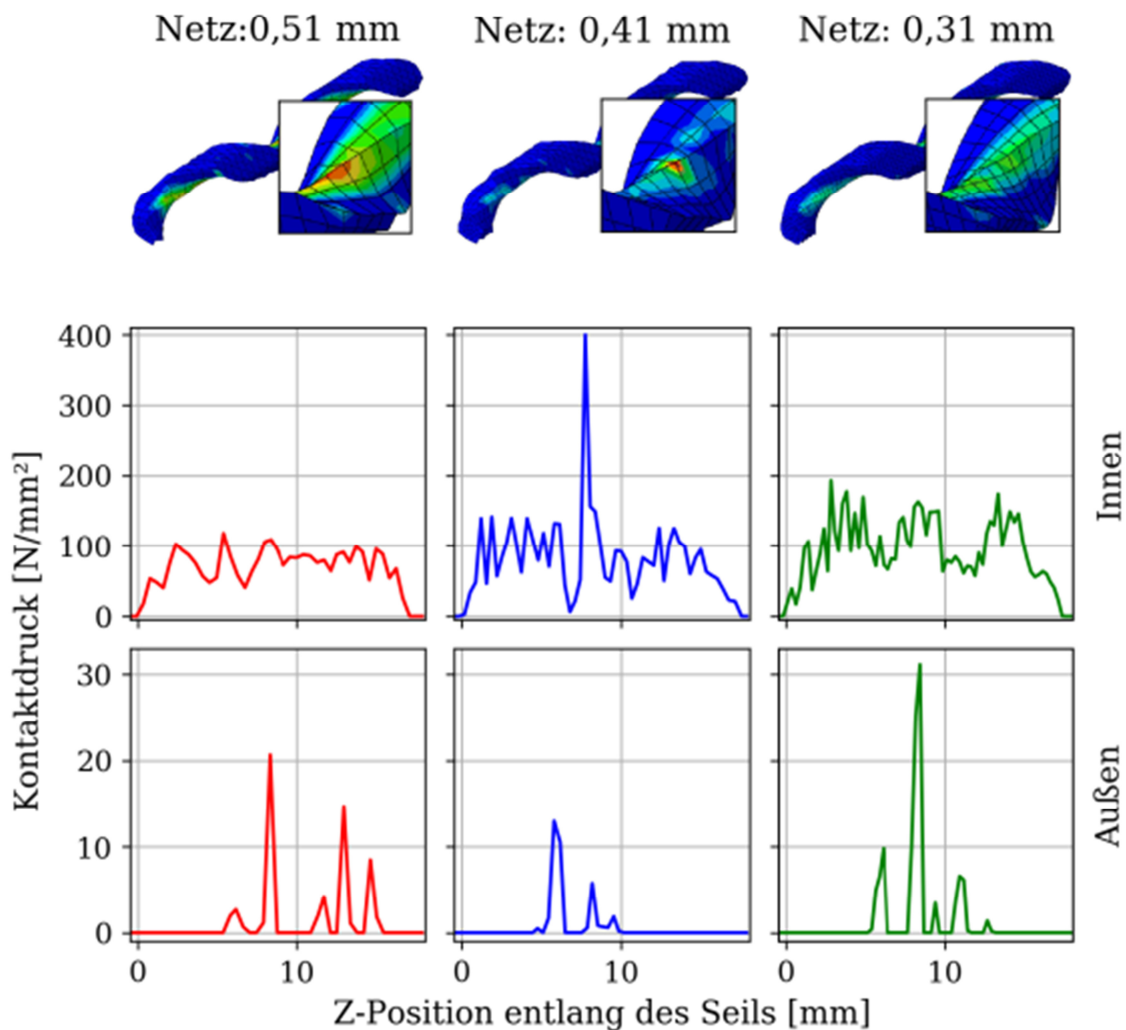 Netz:0,51 mm
Netz: 0,41 mm
Netz: 0,31 mm
400
300
200
100
0
Innen
Kontaktdruck [N/mm²]
30
20
10
0
Außen
0 10 0 10 0 10
Z-Position entlang des Seils [mm]